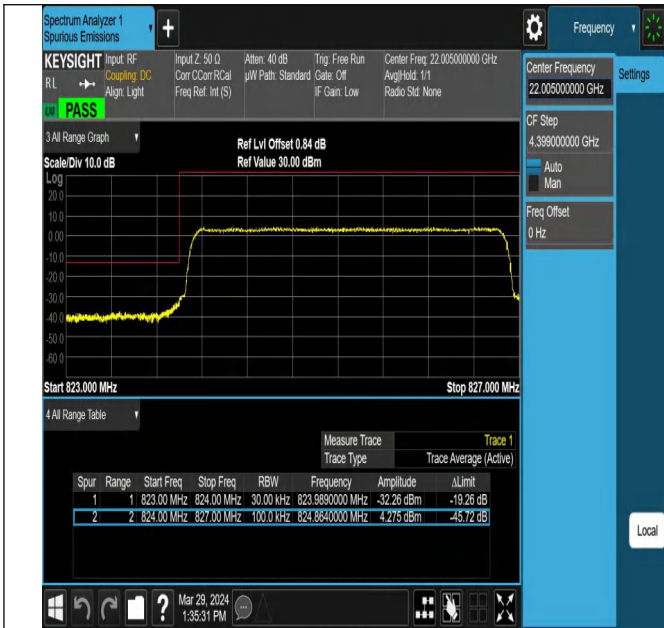 Spectrum Analyzer 1
Spurious Emissions
Frequency
KEYSIGHT Input: RF Input Z: 50 Ω Atten: 40 dB Trig: Free Run Center Freq: 22.005000000 GHz
RL Coupling: DC Corr CCorr RCal µW Path: Standard Gate: Off Avg|Hold: 1/1
Align: Light Freq Ref: Int (S) IF Gain: Low Radio Std: None
PASS
Center Frequency
22.005000000 GHz
Settings
CF Step
4.399000000 GHz
Auto
Man
Freq Offset
0 Hz
3 All Range Graph
Ref Lvl Offset 0.84 dB
Scale/Div 10.0 dB Ref Value 30.00 dBm
Log
20.0
10.0
0.00
-10.0
-20.0
-30.0
-40.0
-50.0
-60.0
Start 823.000 MHz Stop 827.000 MHz
4 All Range Table
Measure Trace Trace 1
Trace Type Trace Average (Active)
Spur Range Start Freq Stop Freq RBW Frequency Amplitude ΔLimit
1 1 823.00 MHz 824.00 MHz 30.00 kHz 823.9890000 MHz -32.26 dBm -19.26 dB
2 2 824.00 MHz 827.00 MHz 100.0 kHz 824.8640000 MHz 4.275 dBm -45.72 dB
Local
Mar 29, 2024
1:35:31 PM